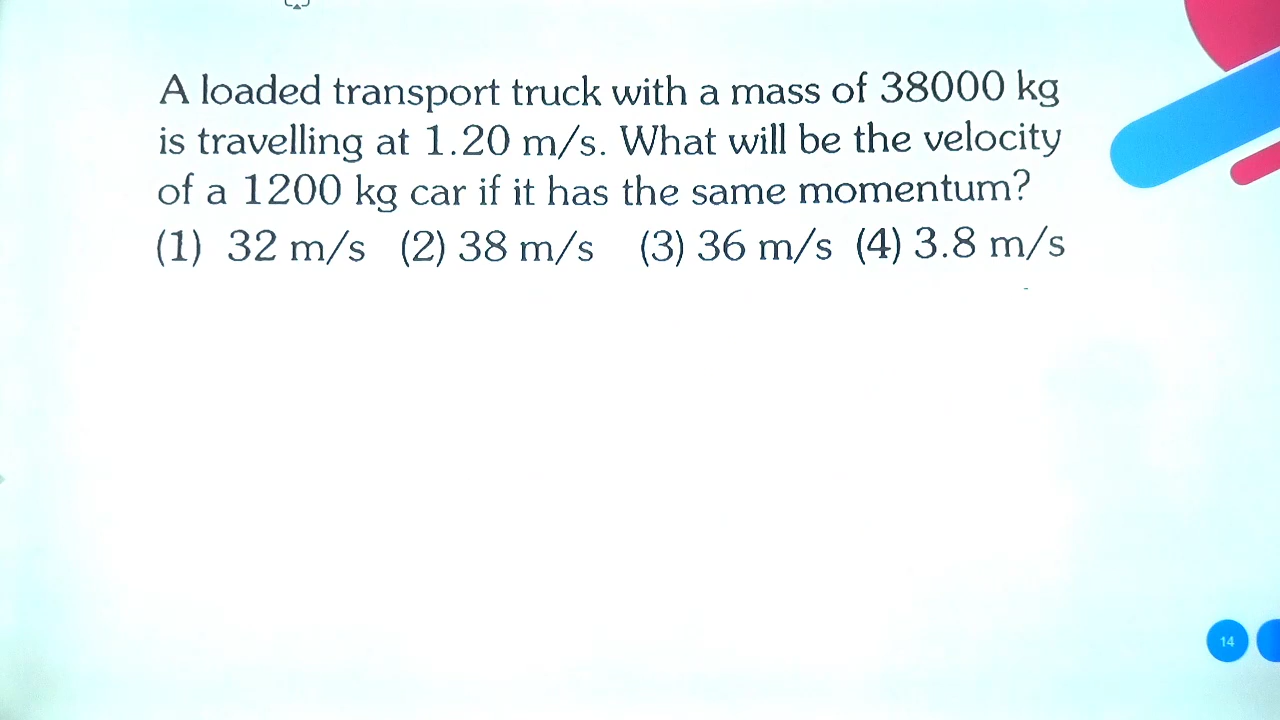 A loaded transport truck with a mass of 38000 kg
is travelling at 1.20 m/s. What will be the velocity
of a 1200 kg car if it has the same momentum?
(1) 32 m/s (2) 38 m/s (3) 36 m/s (4) 3.8 m/s
14